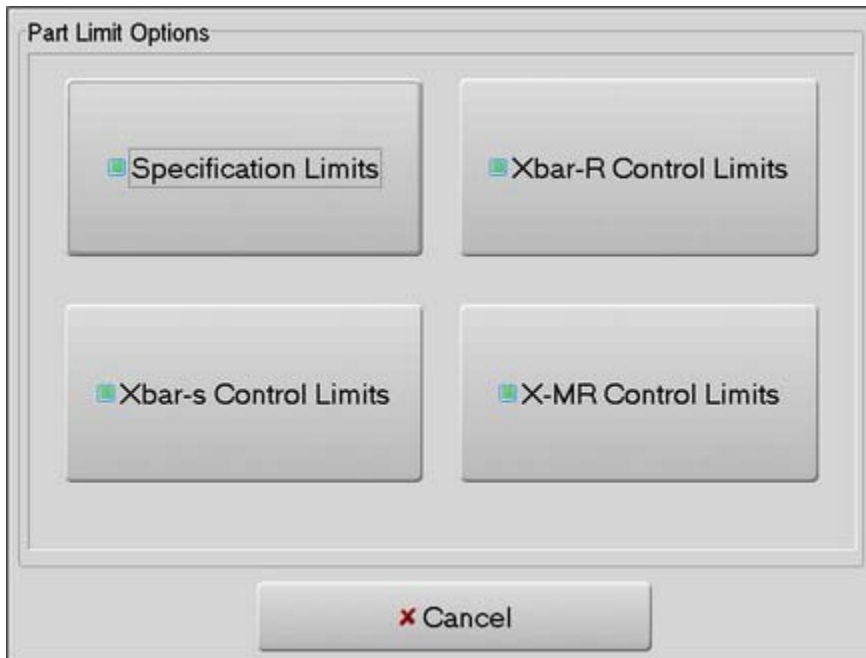 Part Limit Options
Specification Limits
Xbar-R Control Limits
Xbar-s Control Limits
X-MR Control Limits
Cancel